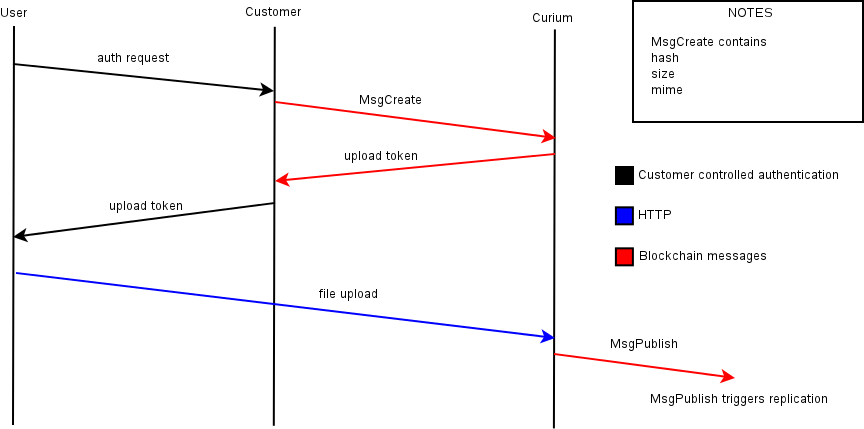 User
Customer
Curium
NOTES
MsgCreate contains
hash
size
mime
auth request
MsgCreate
upload token
upload token
Customer controlled authentication
HTTP
Blockchain messages
file upload
MsgPublish
MsgPublish triggers replication